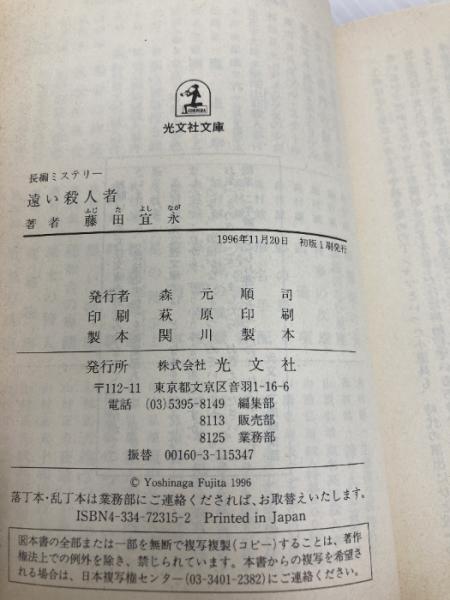 光文社文庫
長編ミステリー
遠い殺人者
著者 藤田宜永
ふじ た よし なが
1996年11月20日 初版1刷発行
発行者 森元順司
印刷 萩原印刷
製本 関川製本
発行所 株式会社 光文社
〒112-11 東京都文京区音羽1-16-6
電話 (03)5395-8149 編集部
8113 販売部
8125 業務部
振替 00160-3-115347
© Yoshinaga Fujita 1996
落丁本・乱丁本は業務部にご連絡くだされば、お取替えいたします。
ISBN4-334-72315-2 Printed in Japan
R本書の全部または一部を無断で複写複製(コピー)することは、著作
権法上での例外を除き、禁じられています。本書からの複写を希望さ
れる場合は、日本複写権センター(03-3401-2382)にご連絡ください。